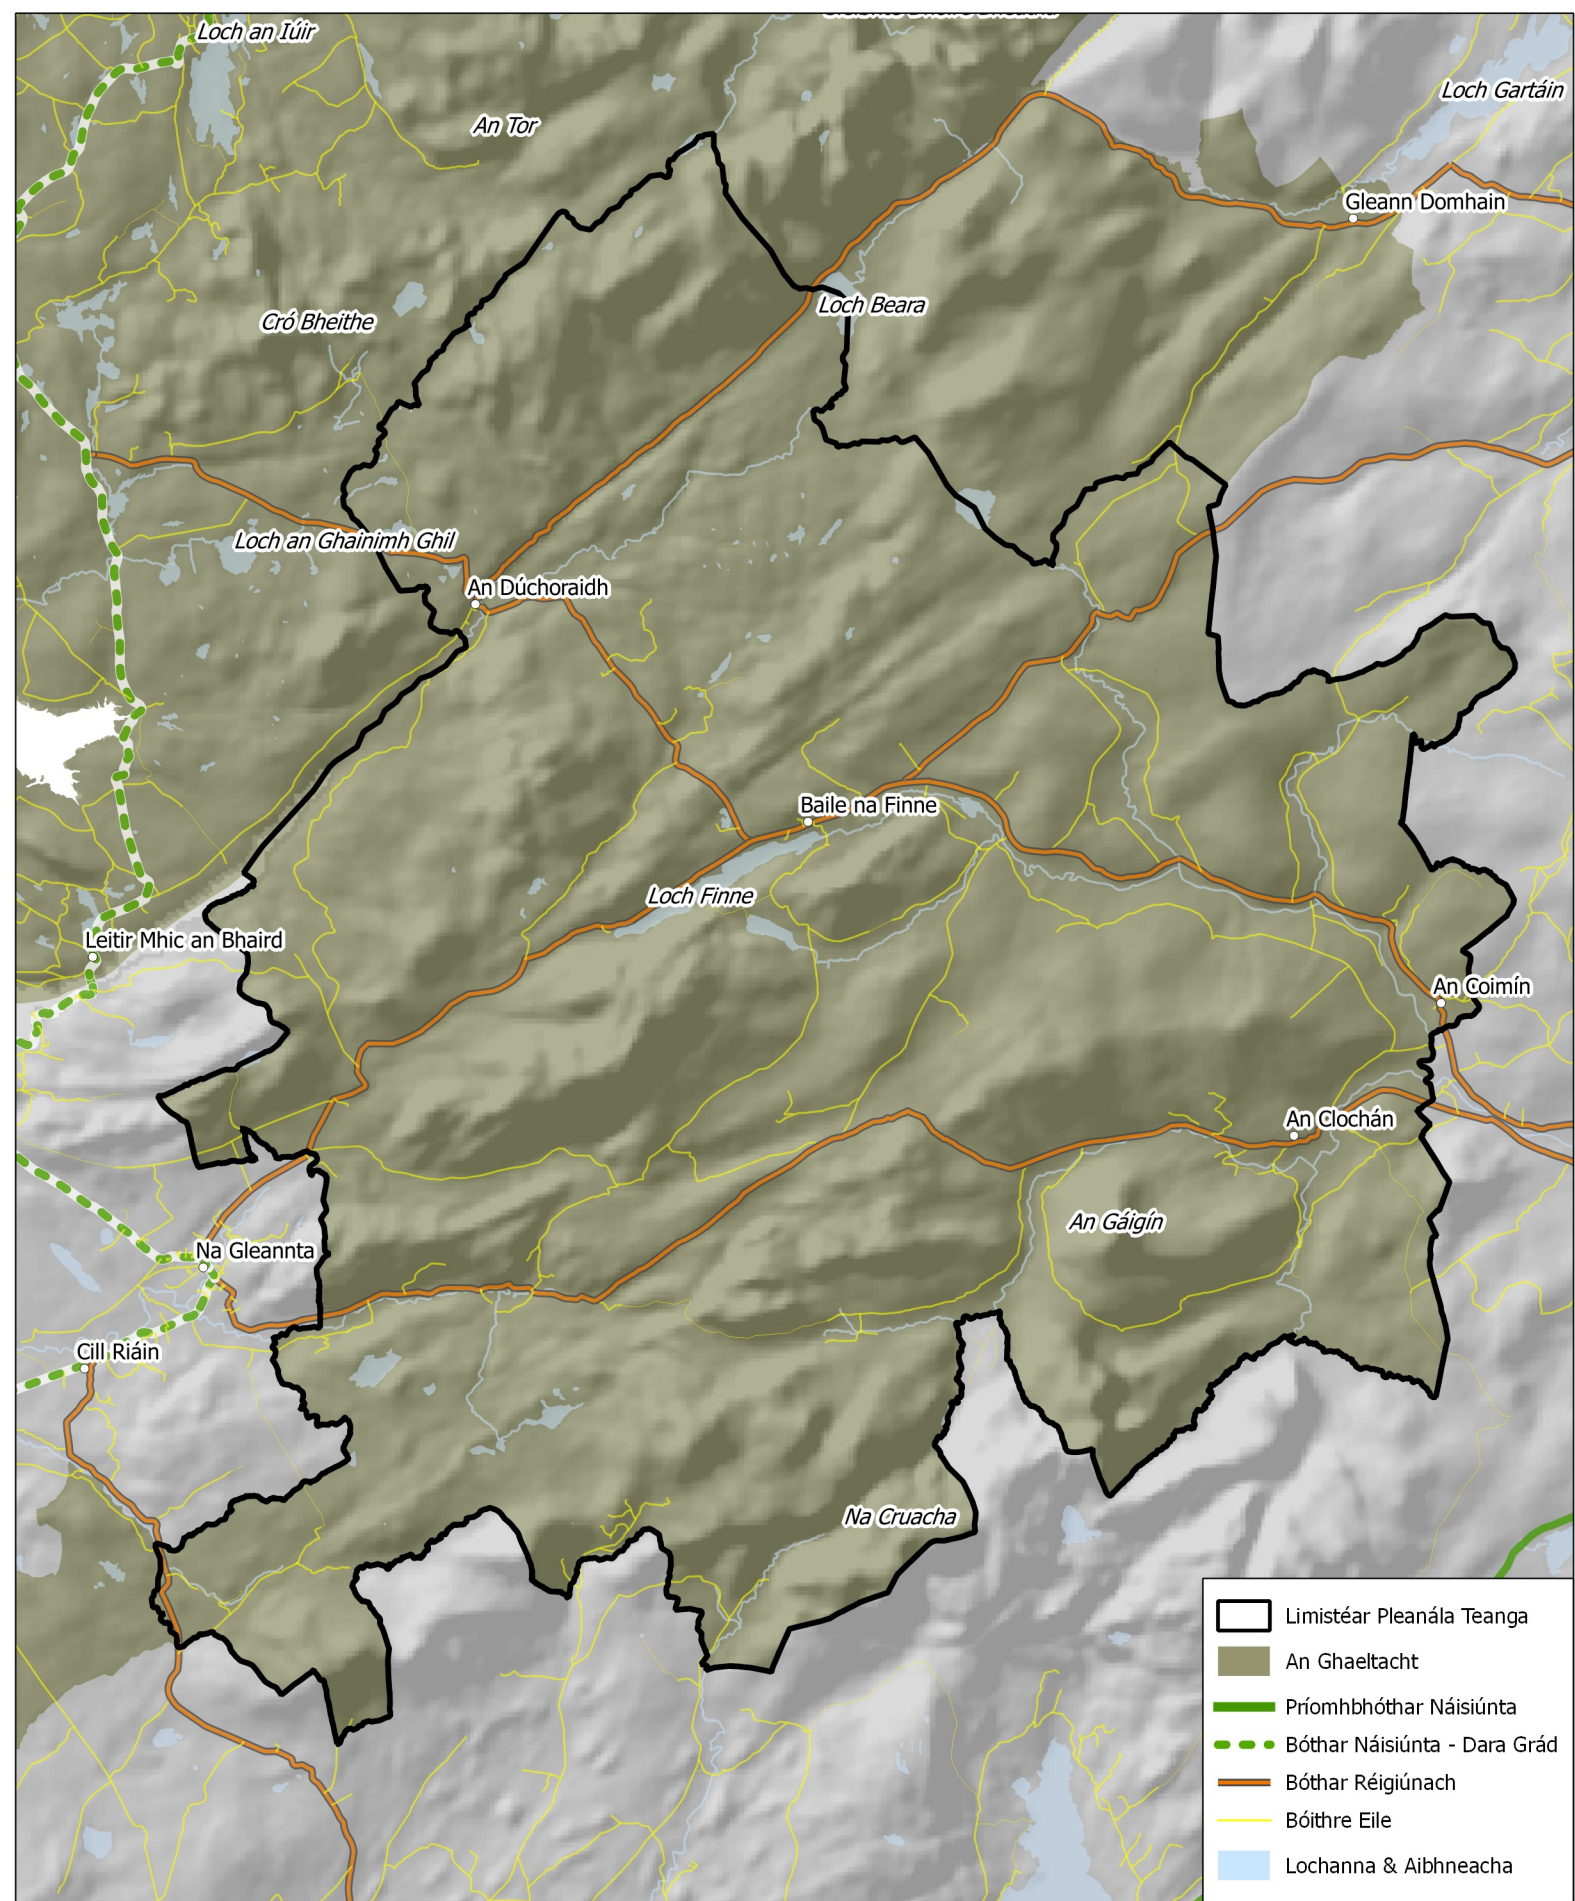 Loch an Iúir
Loch Gartáin
An Tor
Gleann Domhain
Loch Beara
Cró Bheithe
Loch an Ghainimh Ghil
An Dúchoraidh
Baile na Finne
Loch Finne
Leitir Mhic an Bhaird
An Coimín
An Clochán
An Gáigín
Na Gleannta
Cill Riáin
Na Cruacha
Limistéar Pleanála Teanga
An Ghaeltacht
Príomhbhóthar Náisiúnta
Bóthar Náisiúnta - Dara Grád
Bóthar Réigiúnach
Bóithre Eile
Lochanna & Aibhneacha